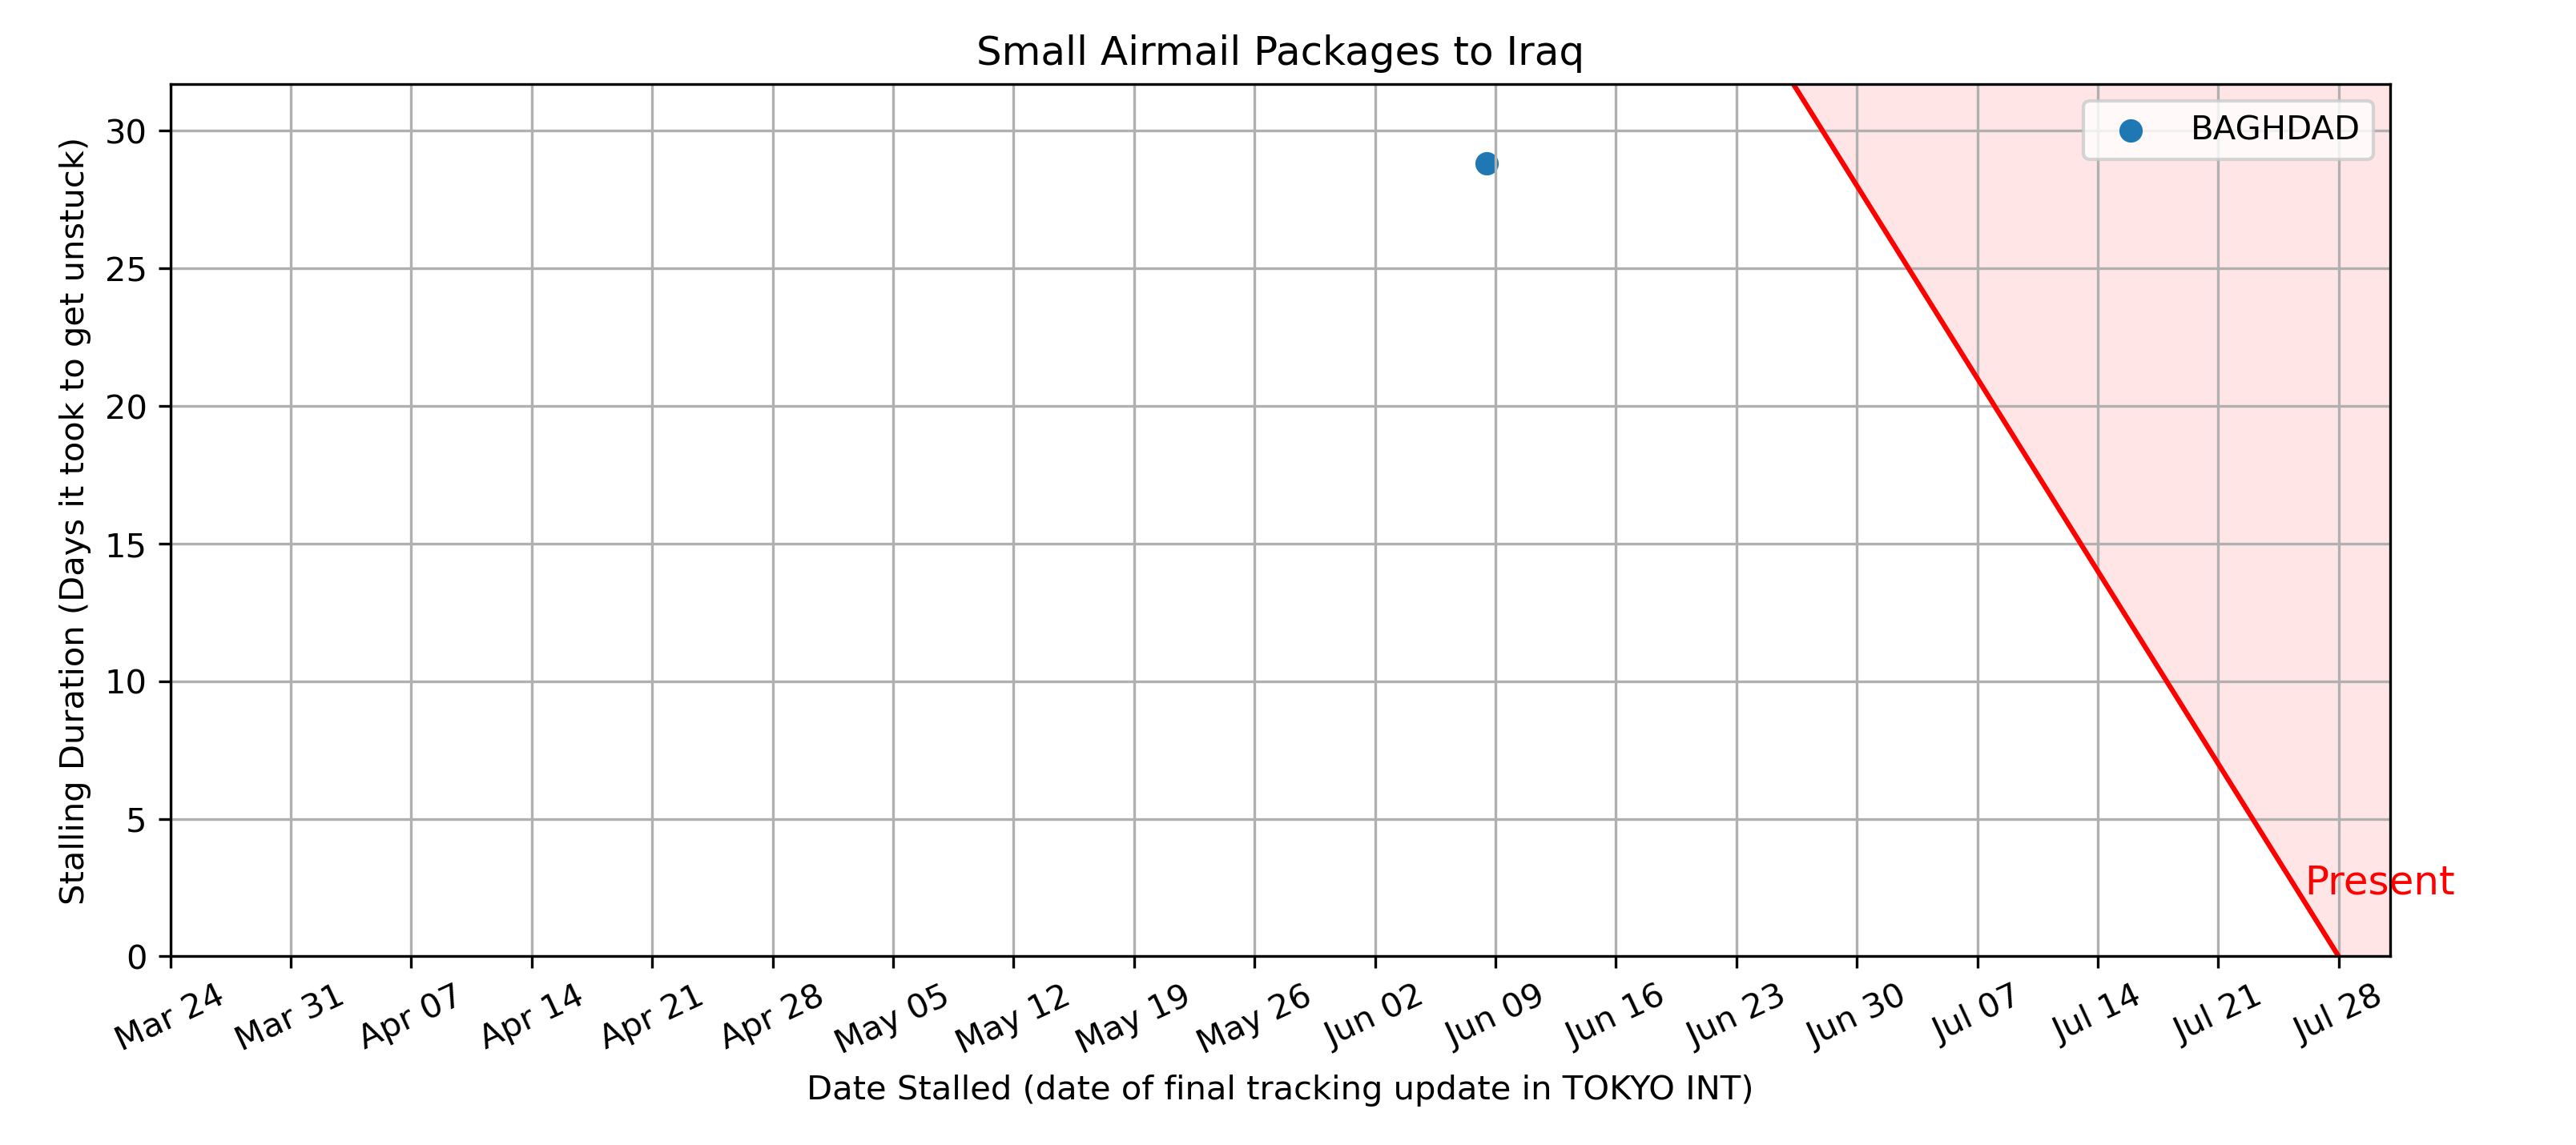 Small Airmail Packages to Iraq
BAGHDAD
Stalling Duration (Days it took to get unstuck)
30
25
20
15
10
5
0
Present
Mar 24
Mar 31
Apr 07
Apr 14
Apr 21
Apr 28
May 05
May 12
May 19
May 26
Jun 02
Jun 09
Jun 16
Jun 23
Jun 30
Jul 07
Jul 14
Jul 21
Jul 28
Date Stalled (date of final tracking update in TOKYO INT)